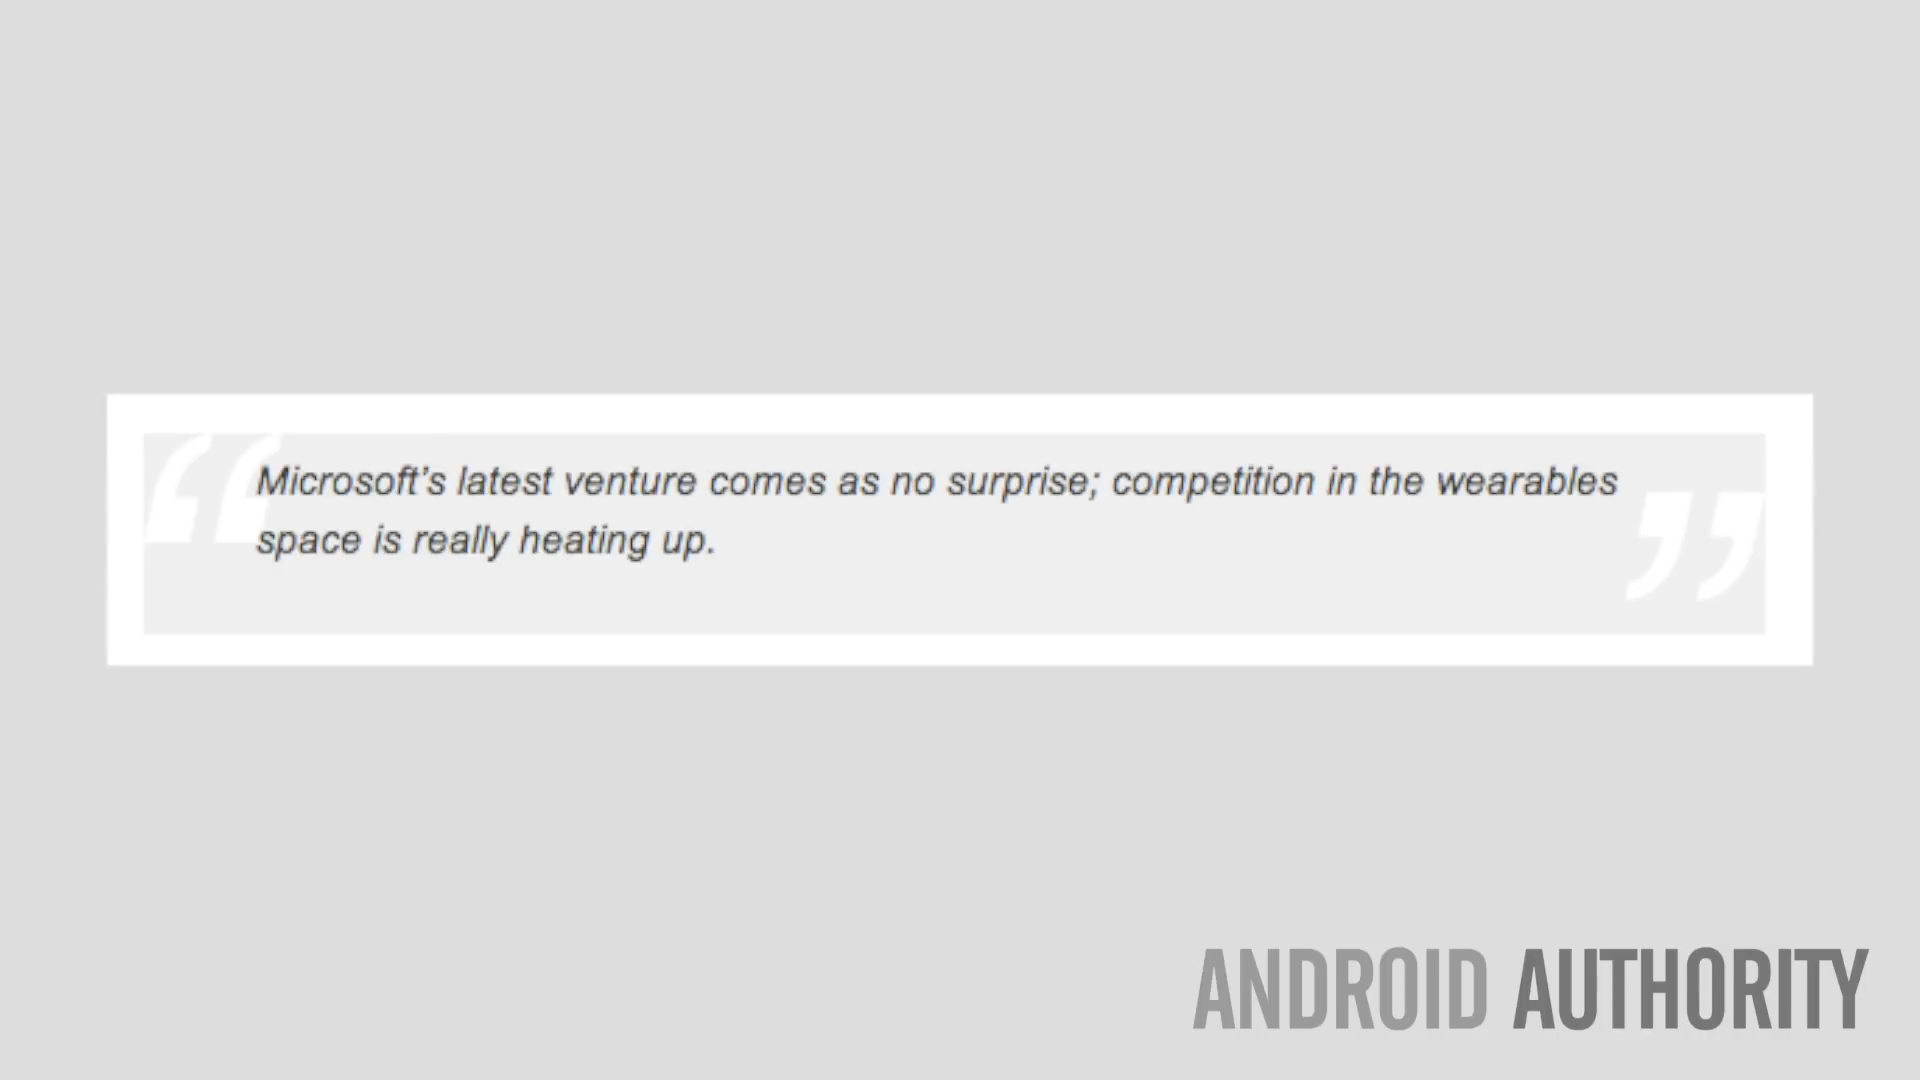 Microsoft’s latest venture comes as no surprise; competition in the wearables
space is really heating up.
ANDROID AUTHORITY